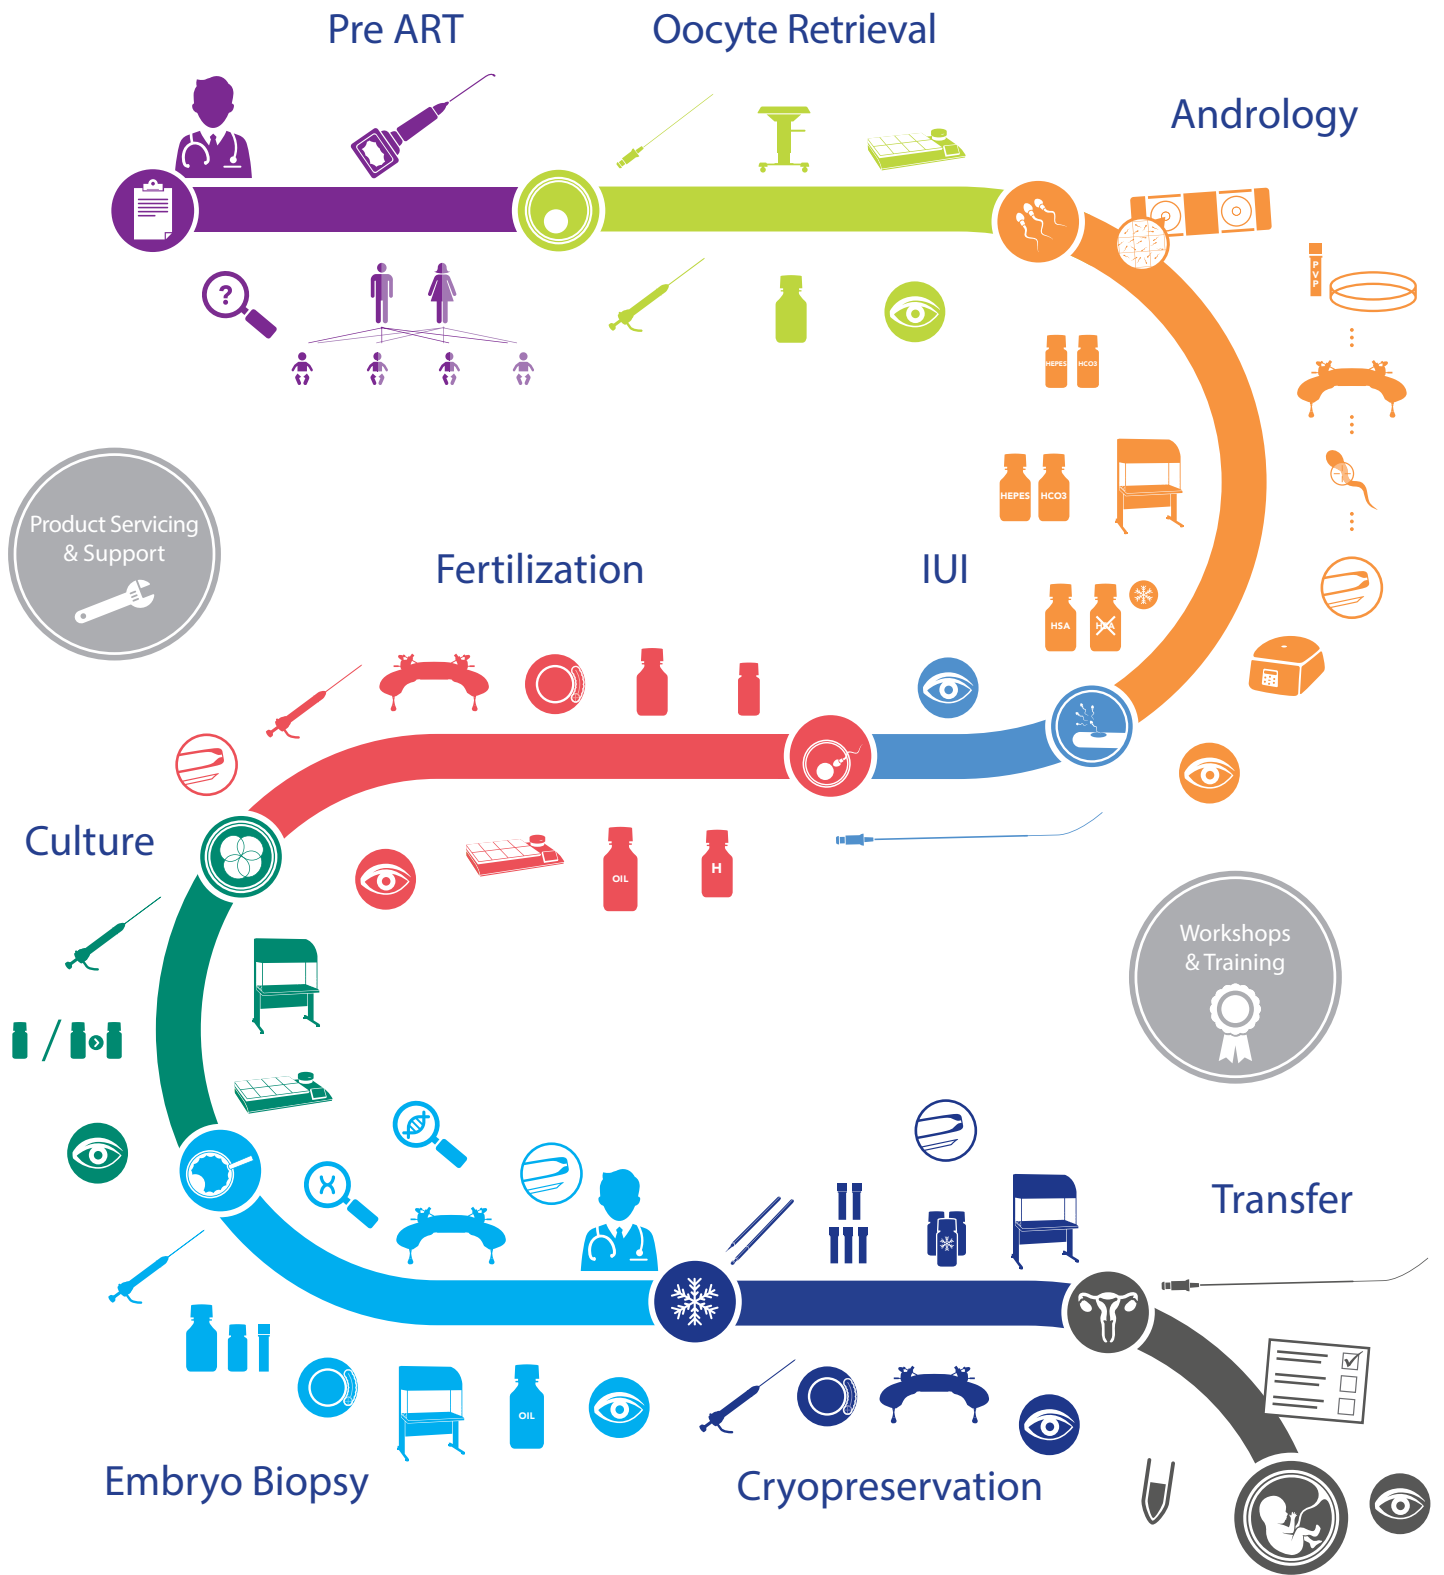 Pre ART
Oocyte Retrieval
Andrology
?
P
V
P
HEPES
HCO3
HEPES
HCO3
Product Servicing
& Support
Fertilization
IUI
HSA
HSA
Culture
OIL
H
Workshops
& Training
Transfer
OIL
Embryo Biopsy
Cryopreservation